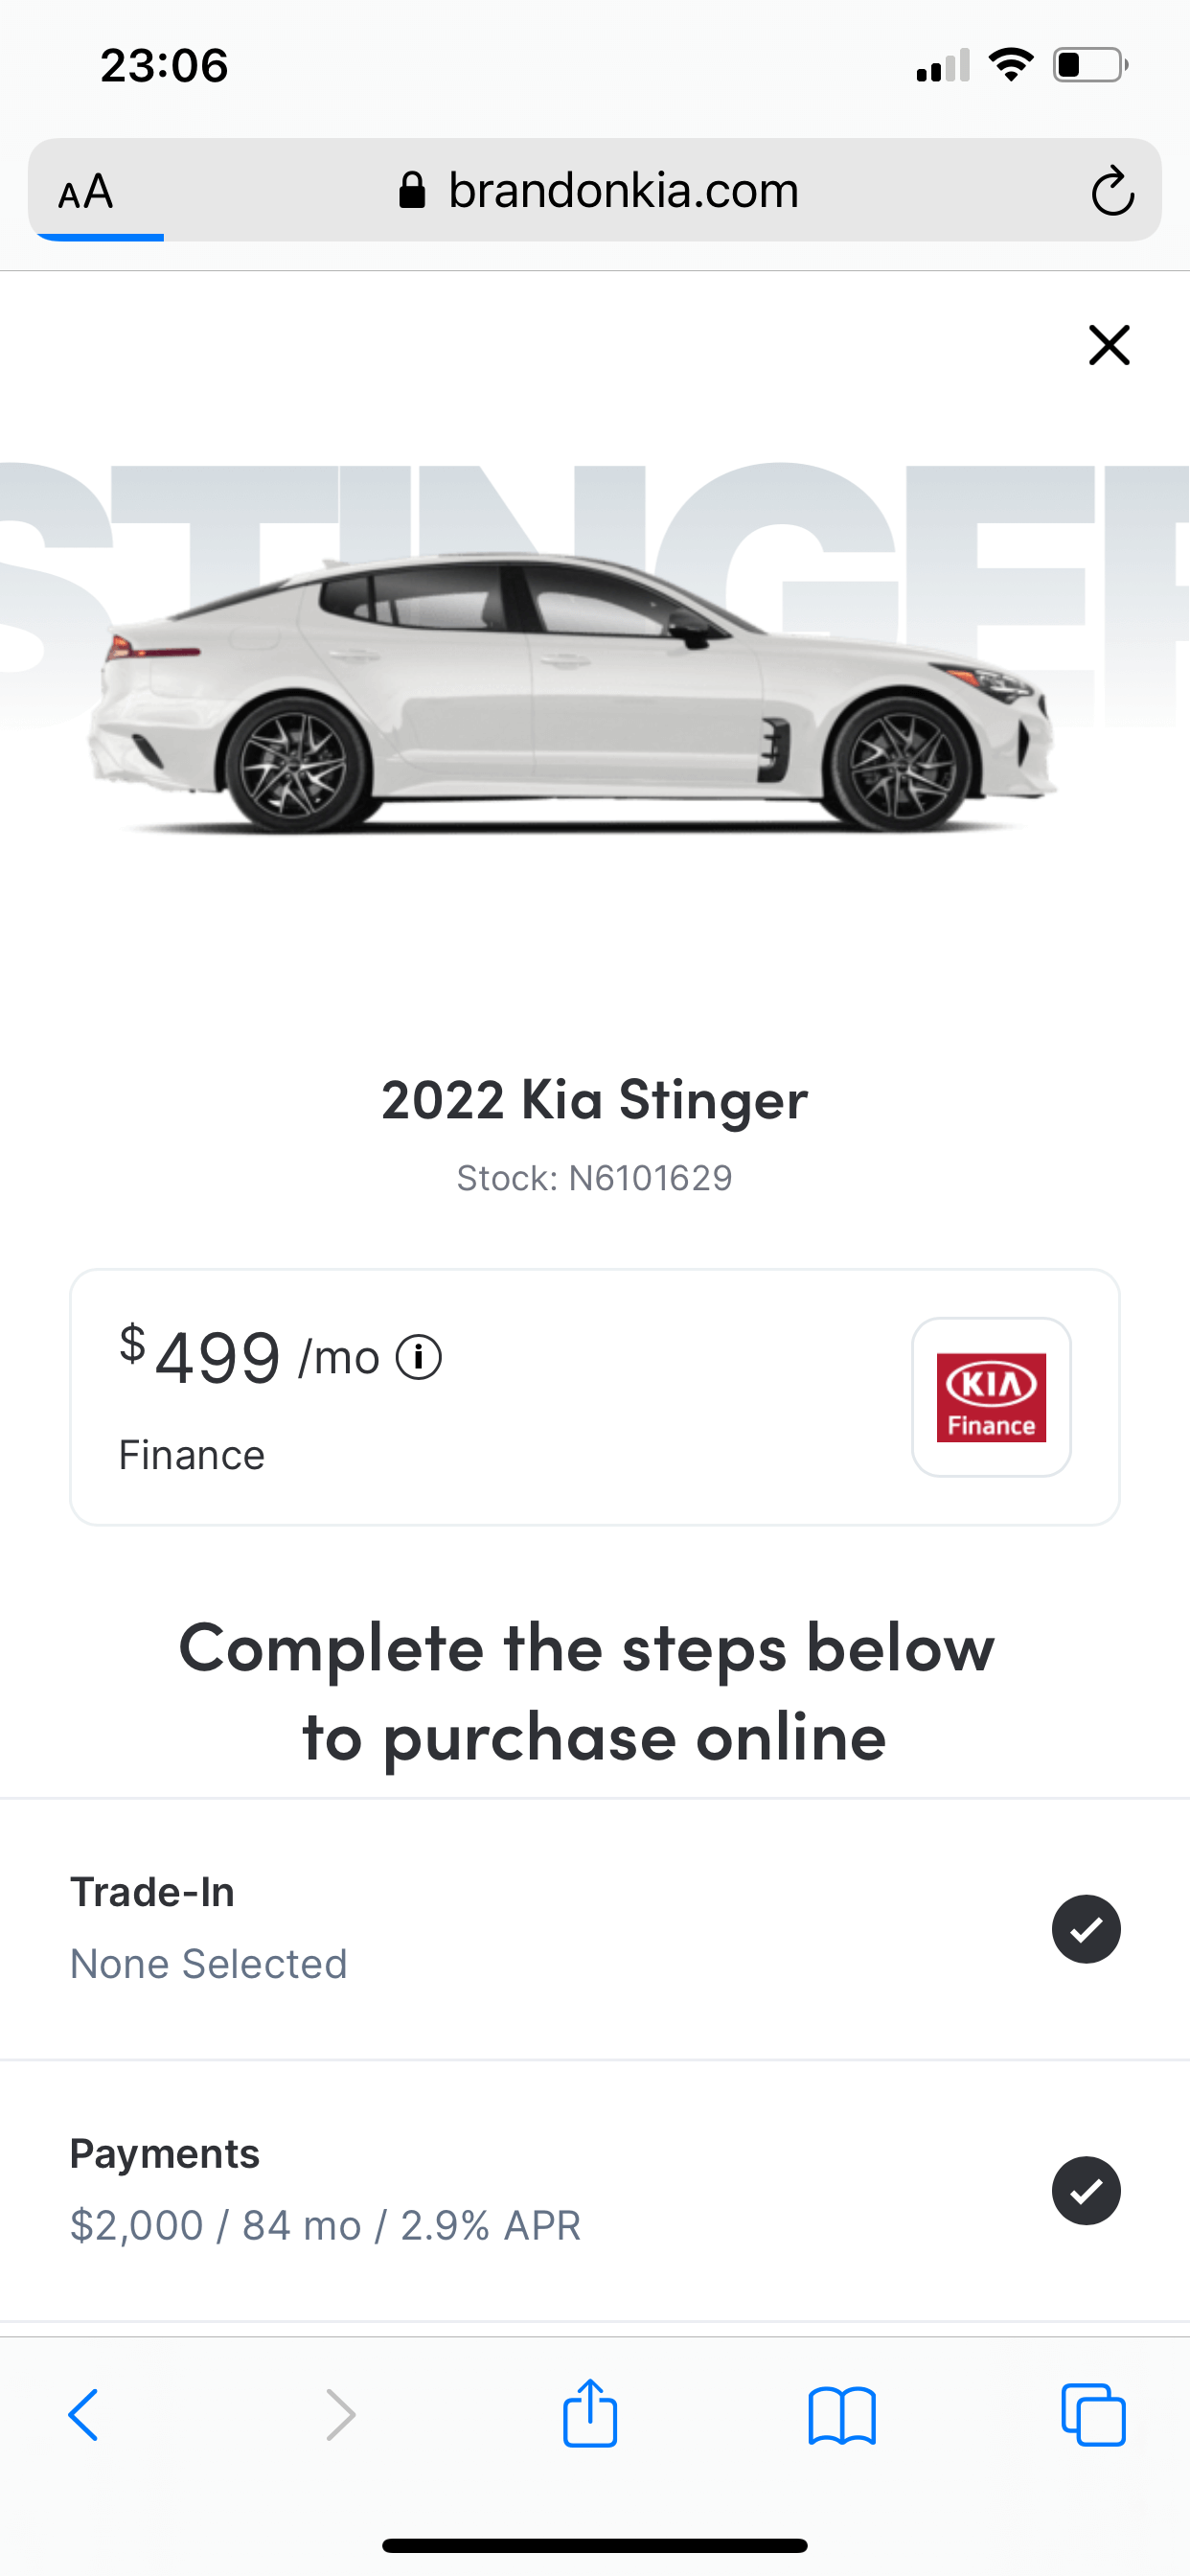 23:06
AA brandonkia.com
STINGER
2022 Kia Stinger
Stock: N6101629
$499 /mo i
Finance
KIA
Finance
Complete the steps below
to purchase online
Trade-In
None Selected
Payments
$2,000 / 84 mo / 2.9% APR